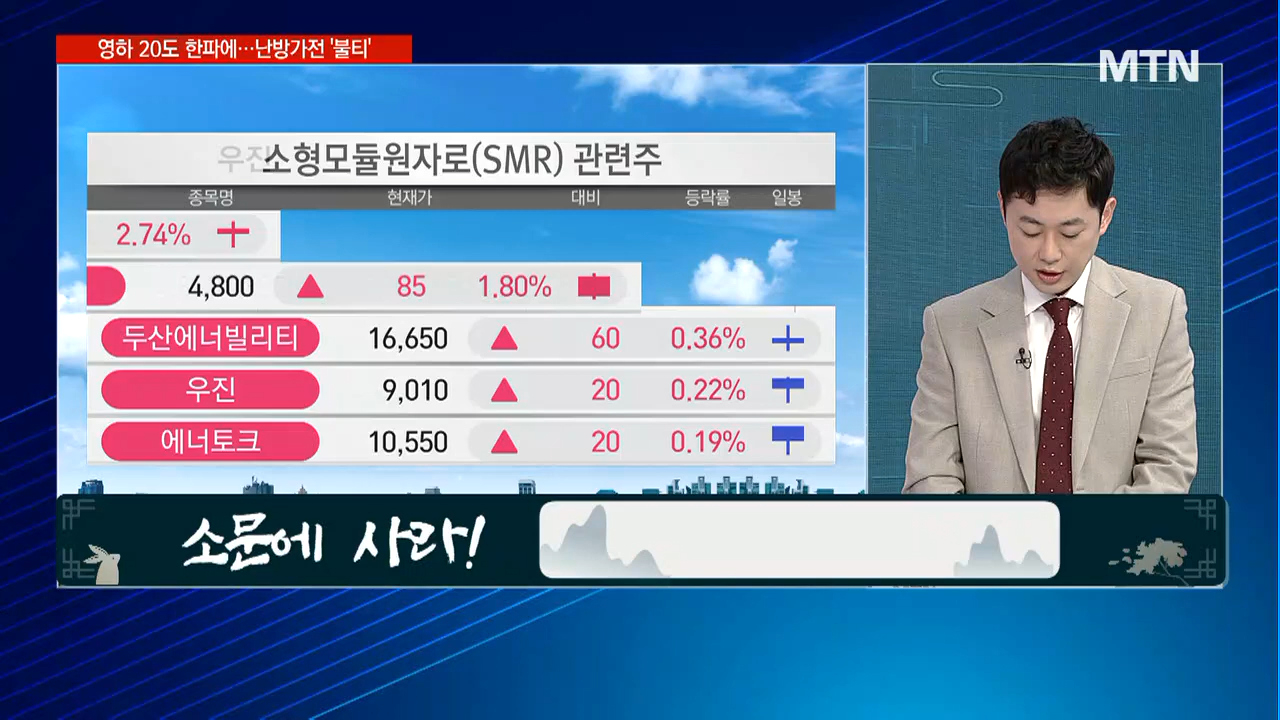 영하 20도 한파에…난방가전 '불티'
MTN
우진
소형모듈원자로(SMR) 관련주
종목명 현재가 대비 등락률 일봉
2.74%
4,800 ▲ 85 1.80%
두산에너빌리티 16,650 ▲ 60 0.36%
우진 9,010 ▲ 20 0.22%
에너토크 10,550 ▲ 20 0.19%
소문에 사라!